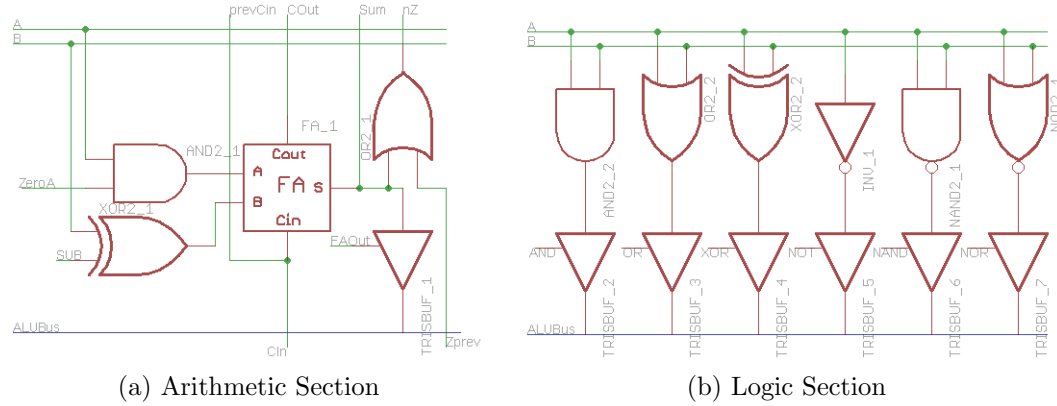 prevCin COut Sum nZ
A
B
FA_1
OR2_1
AND2_1
Cout
A
FA s
B
Cin
ZeroA
XOR2_1
SUB
FAOut
TRISBUF_1
ALUBus
Cin
Zprev
(a) Arithmetic Section
A
B
OR2_2
XOR2_2
NOR2_1
AND2_2
INV_1
NAND2_1
AND
OR
XOR
NOT
NAND
NOR
TRISBUF_2
TRISBUF_3
TRISBUF_4
TRISBUF_5
TRISBUF_6
TRISBUF_7
ALUBus
(b) Logic Section